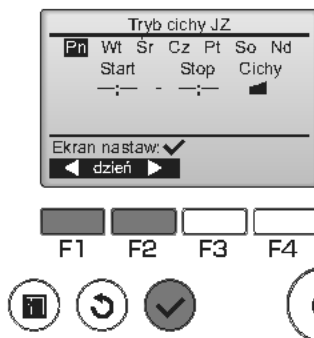 Tryb cichy JZ
Pn Wt Śr Cz Pt So Nd
Start Stop Cichy
--:-- - --:--
Ekran nastaw:✔
◀ dzień ▶
F1 F2 F3 F4